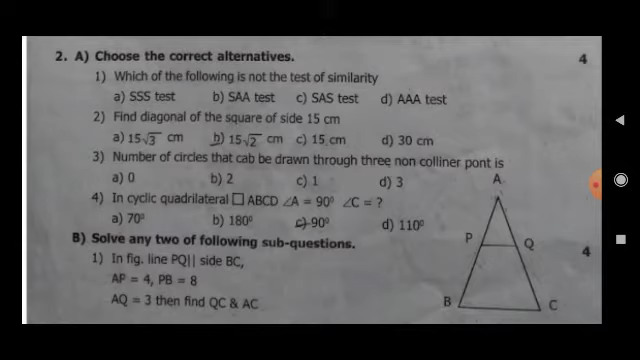 2. A) Choose the correct alternatives. 4
1) Which of the following is not the test of similarity
a) SSS test b) SAA test c) SAS test d) AAA test
2) Find diagonal of the square of side 15 cm
a) 15√3 cm b) 15√2 cm c) 15 cm d) 30 cm
3) Number of circles that cab be drawn through three non colliner pont is
a) 0 b) 2 c) 1 d) 3
4) In cyclic quadrilateral □ ABCD ∠A = 90° ∠C = ?
a) 70° b) 180° c) 90° d) 110°
B) Solve any two of following sub-questions. 4
1) In fig. line PQ|| side BC,
AP = 4, PB = 8
AQ = 3 then find QC & AC
A
P Q
B C